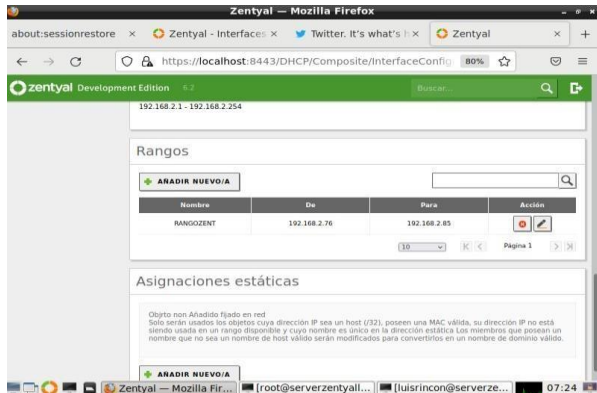 Zentyal — Mozilla Firefox
about:sessionrestore
Zentyal - Interfaces
Twitter. It's what's h
Zentyal
https://localhost:8443/DHCP/Composite/InterfaceConfig
80%
zentyal Development Edition 6.2
Buscar...
192.168.2.1 - 192.168.2.254
Rangos
AÑADIR NUEVO/A
Nombre De Para Acción
RANGOZENT 192.168.2.76 192.168.2.85
10 Página 1
Asignaciones estáticas
Objrto non Añadido fijado en red
Solo serán usados los objetos cuya dirección IP sea un host (/32), poseen una MAC válida, su dirección IP no está
siendo usada en un rango disponible y cuyo nombre es único en la dirección estática Los miembros que posean un
nombre que no sea un nombre de host válido serán modificados para convertirlos en un nombre de dominio válido.
AÑADIR NUEVO/A
Zentyal — Mozilla Fir...
[root@serverzentyall...
[luisrincon@serverze...
07:24